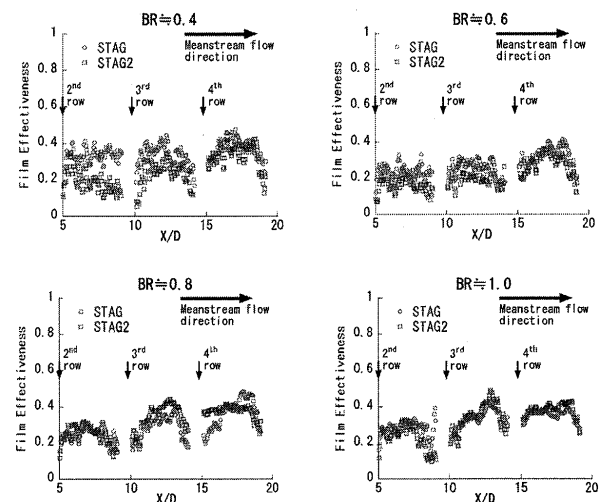 BR≒0.4
Film Effectiveness
1
0.8
0.6
0.4
0.2
0
STAG
STAG2
Meanstream flow
direction
2nd
row
3rd
row
4th
row
5
10
15
20
X/D
BR≒0.6
Film Effectiveness
1
0.8
0.6
0.4
0.2
0
STAG
STAG2
Meanstream flow
direction
2nd
row
3rd
row
4th
row
5
10
15
20
X/D
BR≒0.8
Film Effectiveness
1
0.8
0.6
0.4
0.2
0
STAG
STAG2
Meanstream flow
direction
2nd
row
3rd
row
4th
row
5
10
15
20
X/D
BR≒1.0
Film Effectiveness
1
0.8
0.6
0.4
0.2
0
STAG
STAG2
Meanstream flow
direction
2nd
row
3rd
row
4th
row
5
10
15
20
X/D